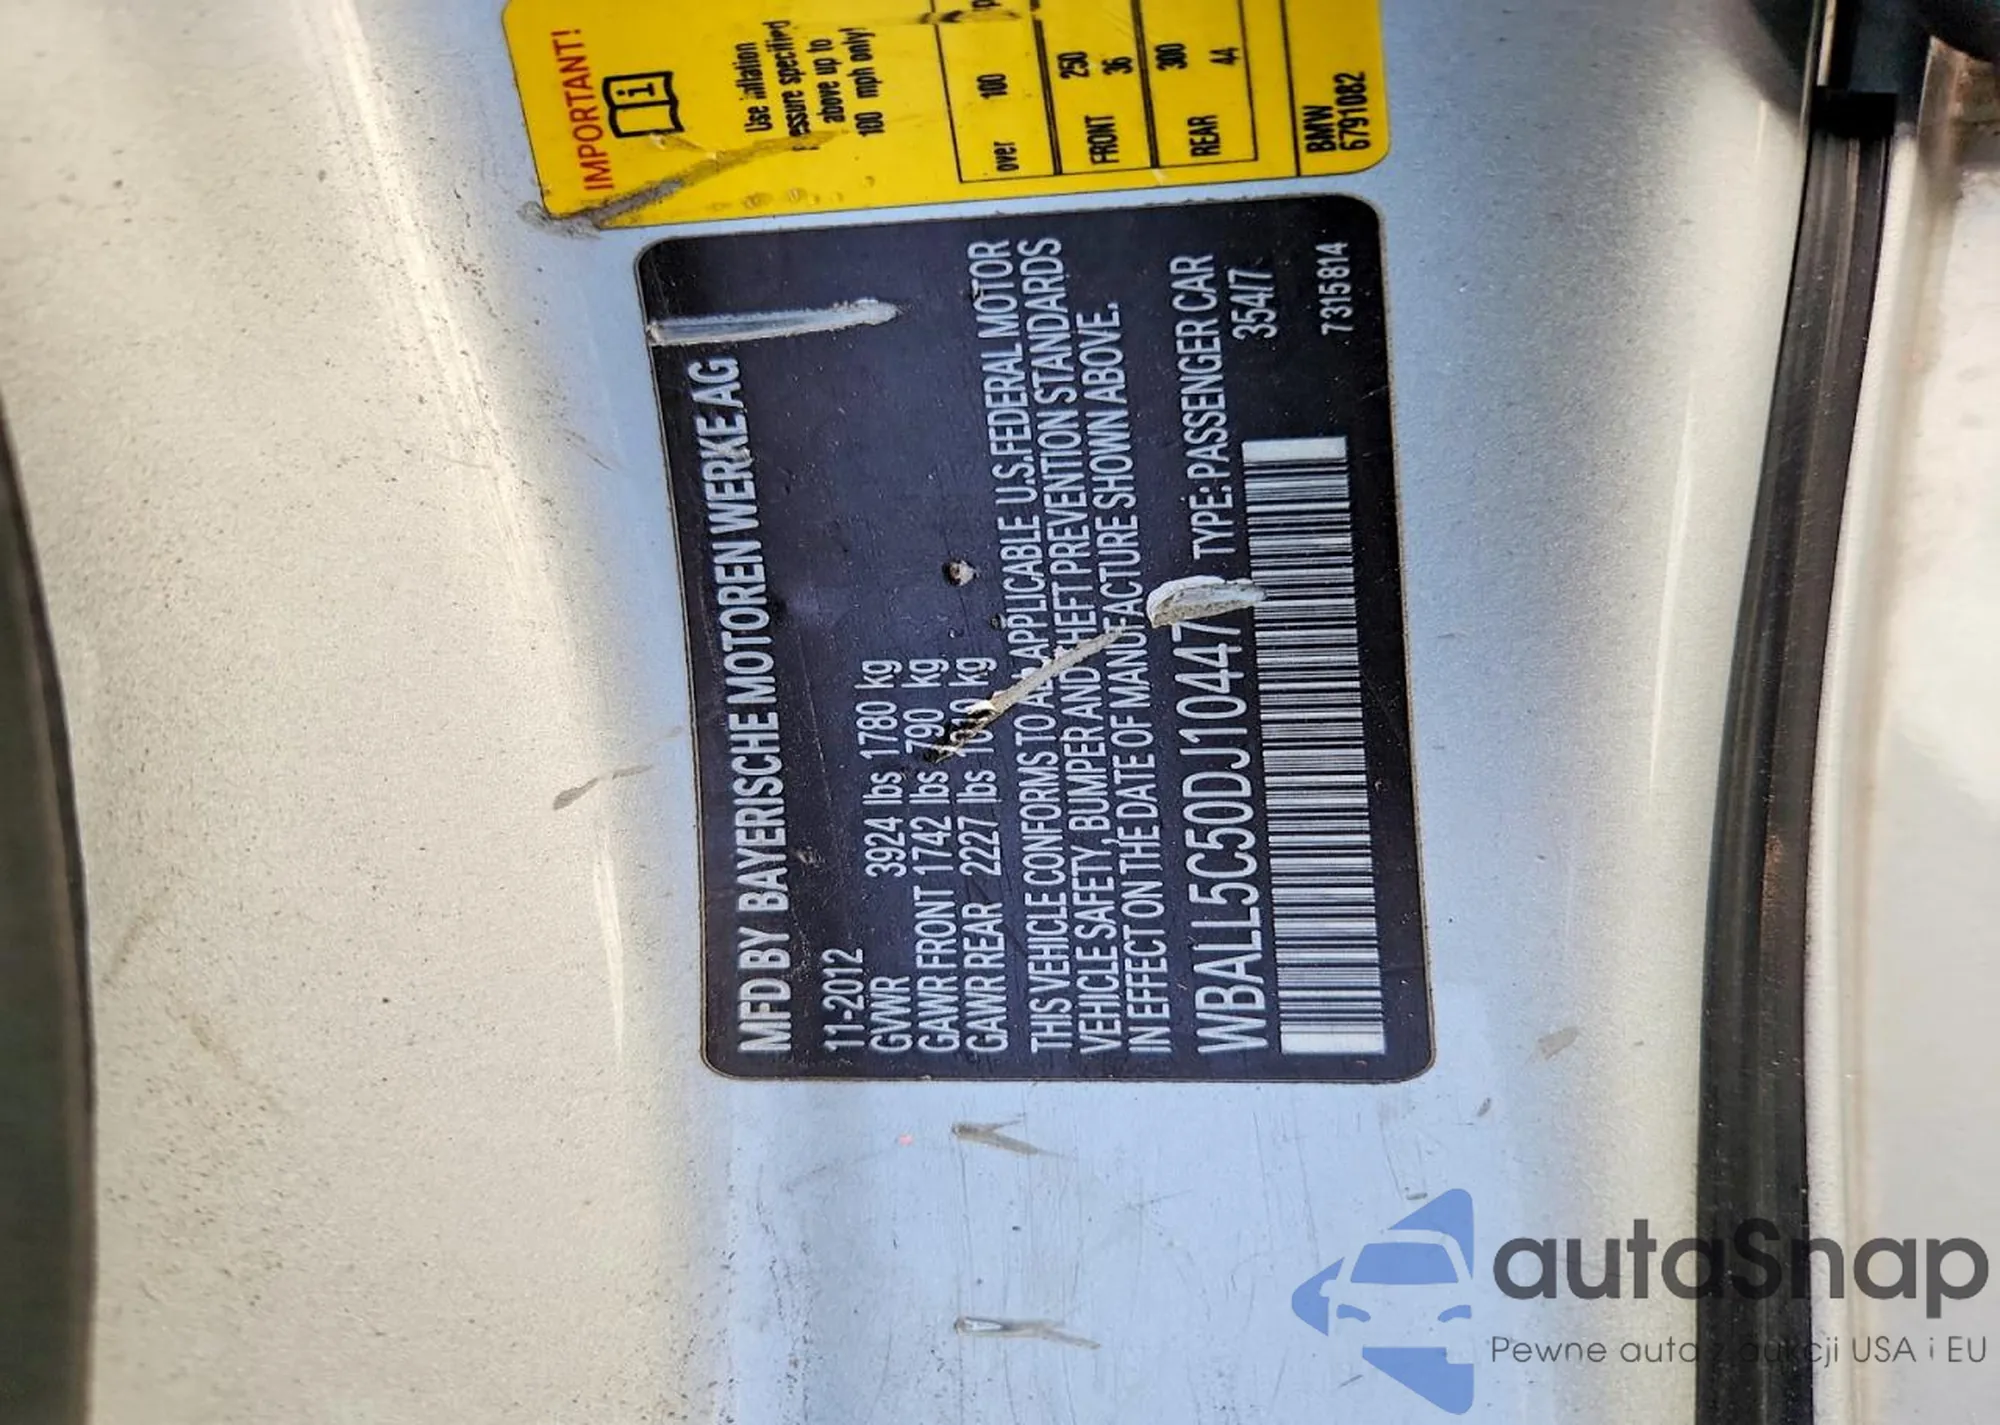 IMPORTANT!
i
Use inflation
pressure specified
above up to
100 mph only!
over 100
FRONT 250
36
REAR 300
44
BMW
6791082
MFD BY BAYERISCHE MOTOREN WERKE AG
11-2012
GVWR 3924 lbs 1780 kg
GAWR FRONT 1742 lbs 790 kg
GAWR REAR 2227 lbs kg
THIS VEHICLE CONFORMS TO ALL APPLICABLE U.S.FEDERAL MOTOR
VEHICLE SAFETY, BUMPER AND THEFT PREVENTION STANDARDS
IN EFFECT ON THE DATE OF MANUFACTURE SHOWN ABOVE.
WBALL5C50DJ10447 TYPE: PASSENGER CAR
354/7
7315814
autoSnap
Pewne auta z aukcji USA i EU